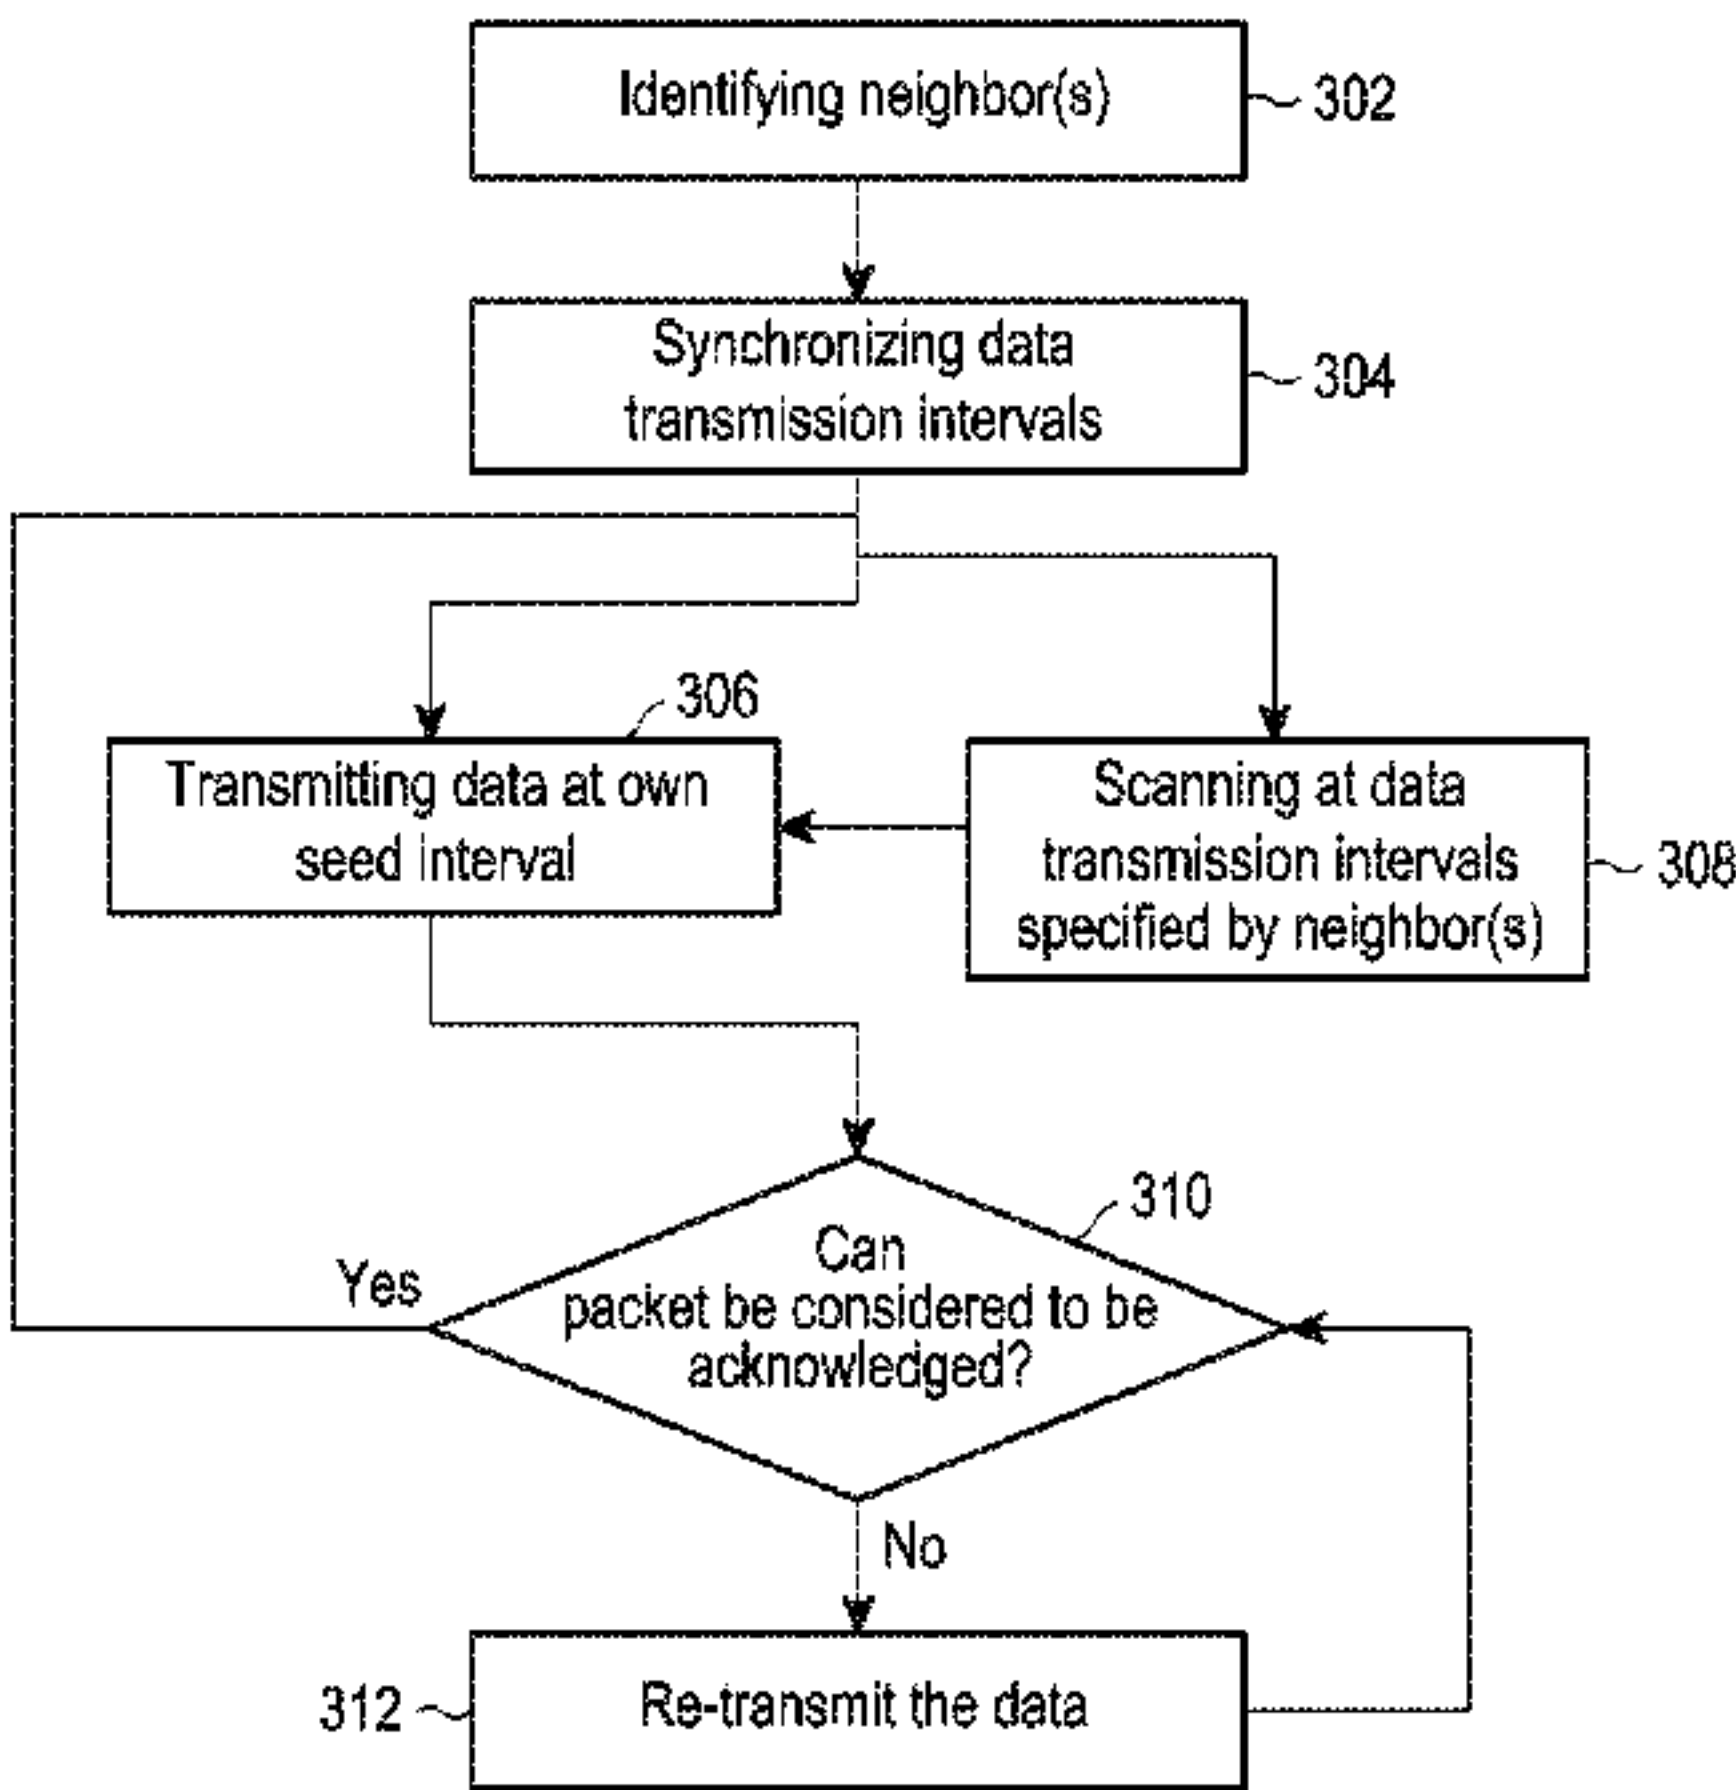 Identifying neighbor(s)
302
Synchronizing data
transmission intervals
304
306
Transmitting data at own
seed interval
Scanning at data
transmission intervals
specified by neighbor(s)
308
310
Can
packet be considered to be
acknowledged?
Yes
No
312
Re-transmit the data